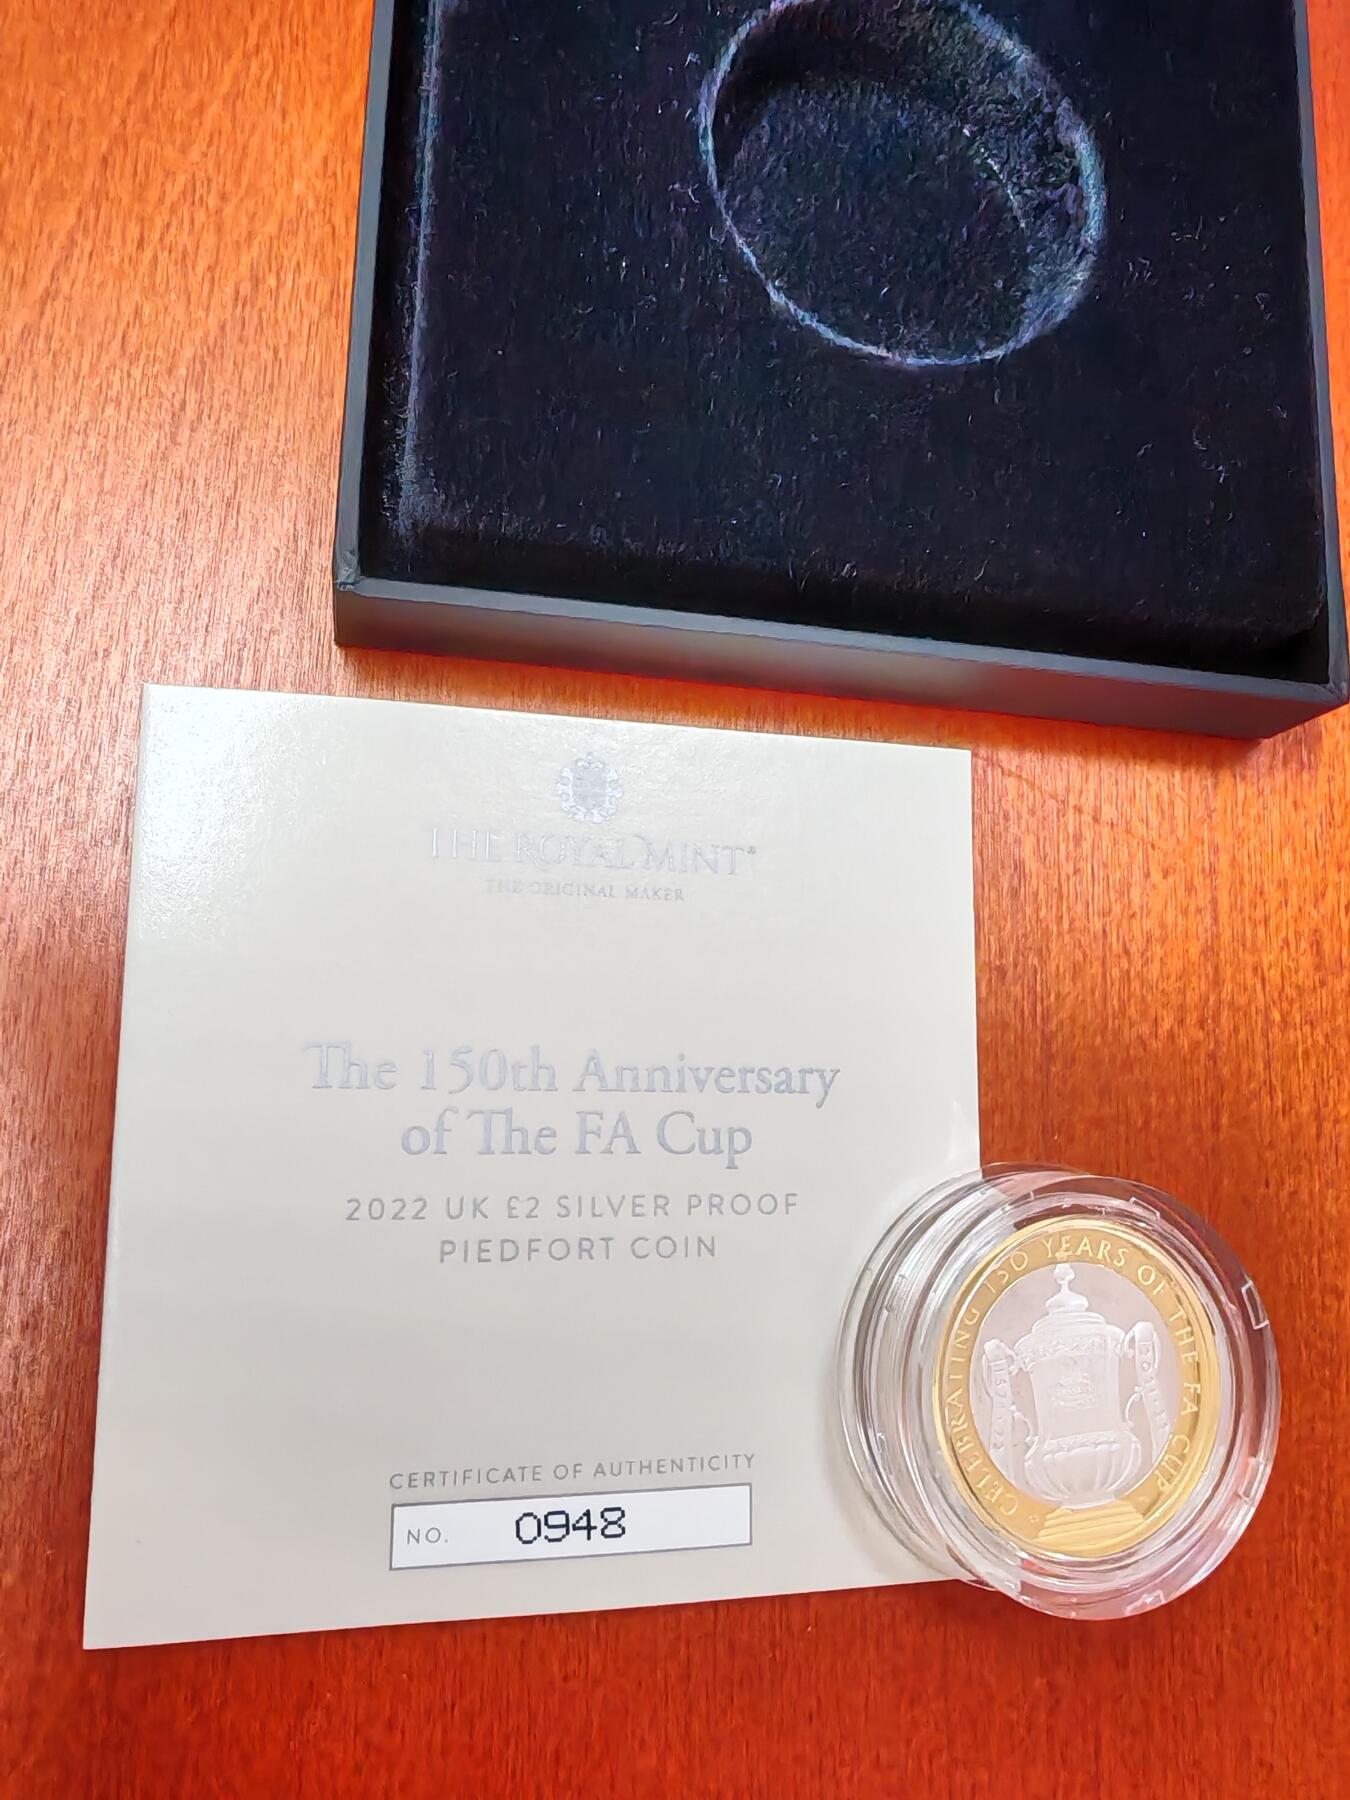 THE ROYAL MINT®
THE ORIGINAL MAKER
The 150th Anniversary
of The FA Cup
2022 UK £2 SILVER PROOF
PIEDFORT COIN
CERTIFICATE OF AUTHENTICITY
NO. 0948
CELEBRATING 150 YEARS OF THE FA CUP